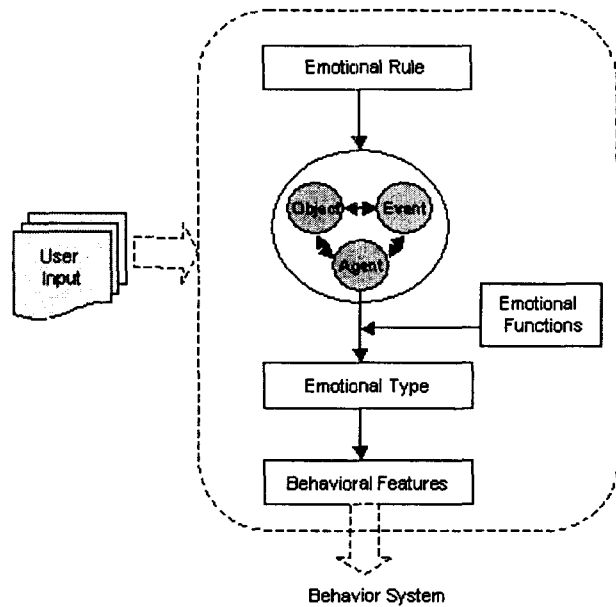 Emotional Rule
Object
Event
Agent
User
Input
Emotional
Functions
Emotional Type
Behavioral Features
Behavior System